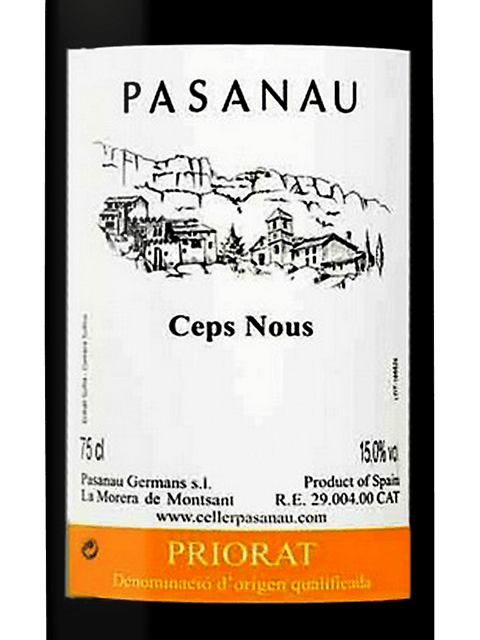 PASANAU
Ceps Nous
75 cl
15.0% vol
Pasanau Germans s.l.
Product of Spain
La Morera de Montsant
R.E. 29.004.00 CAT
www.cellerpasanau.com
PRIORAT
Denominació d'origen qualificada